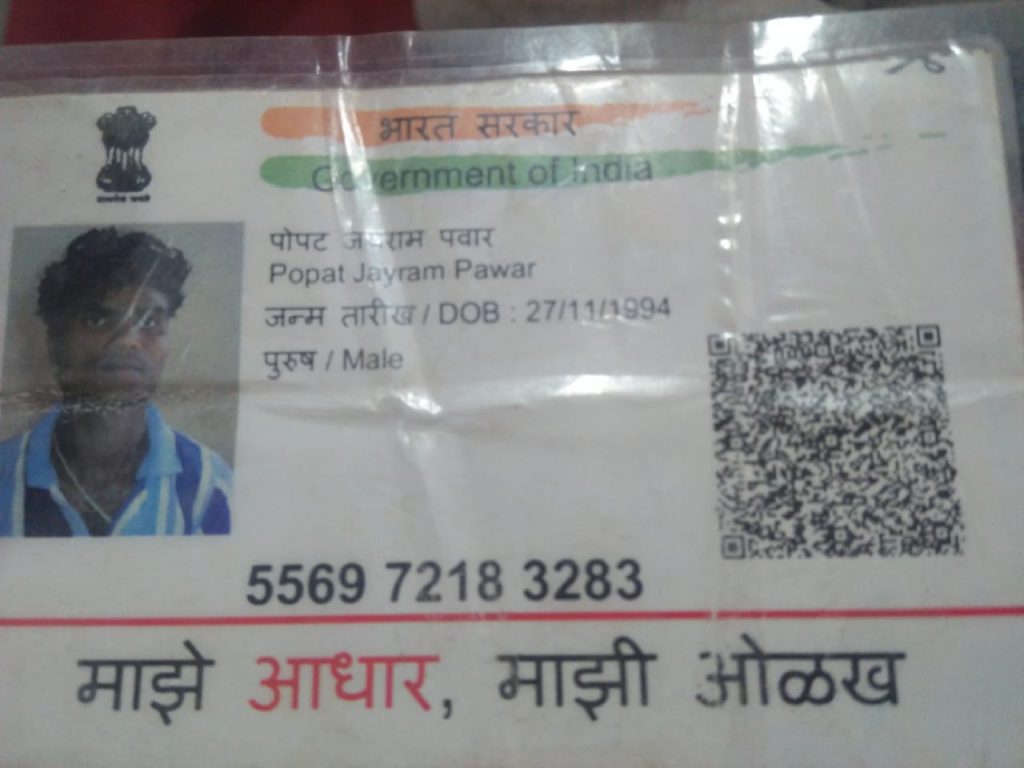 भारत सरकार
Government of India
पोपट जयराम पवार
Popat Jayram Pawar
जन्म तारीख / DOB : 27/11/1994
पुरुष / Male
5569 7218 3283
माझे आधार, माझी ओळख